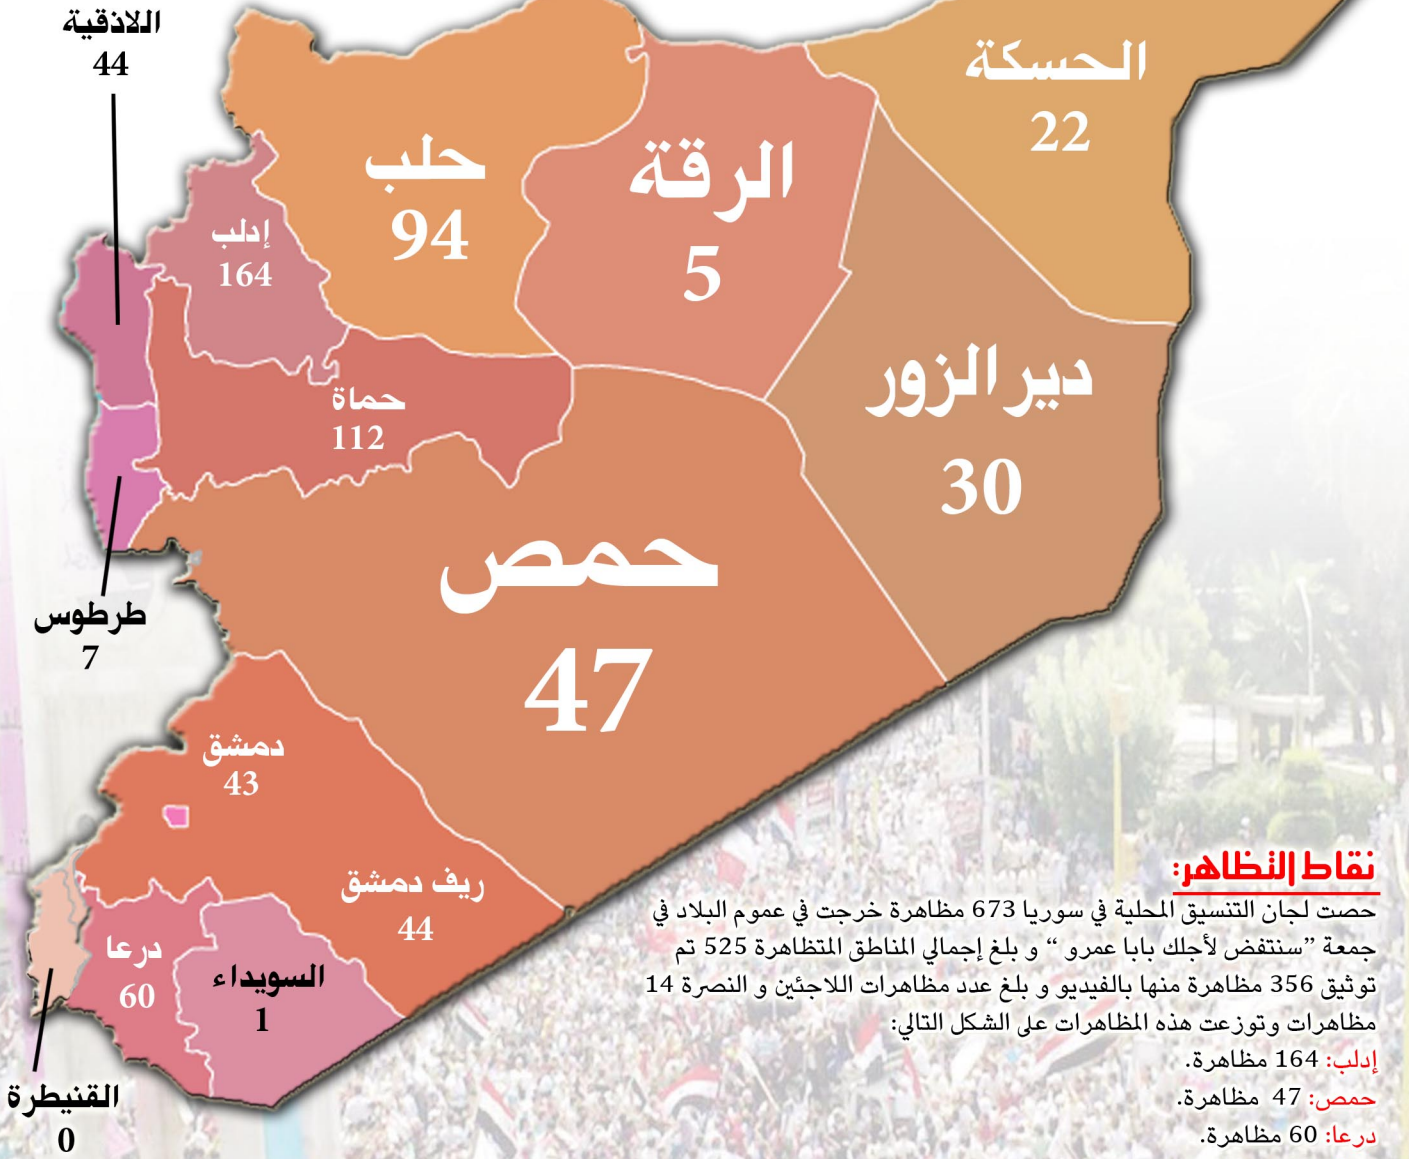 اللاذقية
44
الحسكة
22
حلب
94
الرقة
5
إدلب
164
دير الزور
30
حماة
112
حمص
47
طرطوس
7
دمشق
43
ريف دمشق
44
درعا
60
السويداء
1
القنيطرة
0
نقاط التظاهر:
حصت لجان التنسيق المحلية في سوريا 673 مظاهرة خرجت في عموم البلاد في
جمعة ”سنتفض لأجلك بابا عمرو “ و بلغ إجمالي المناطق المتظاهرة 525 تم
توثيق 356 مظاهرة منها بالفيديو و بلغ عدد مظاهرات اللاجئين و النصرة 14
مظاهرات وتوزعت هذه المظاهرات على الشكل التالي:
إدلب: 164 مظاهرة.
حمص: 47 مظاهرة.
درعا: 60 مظاهرة.